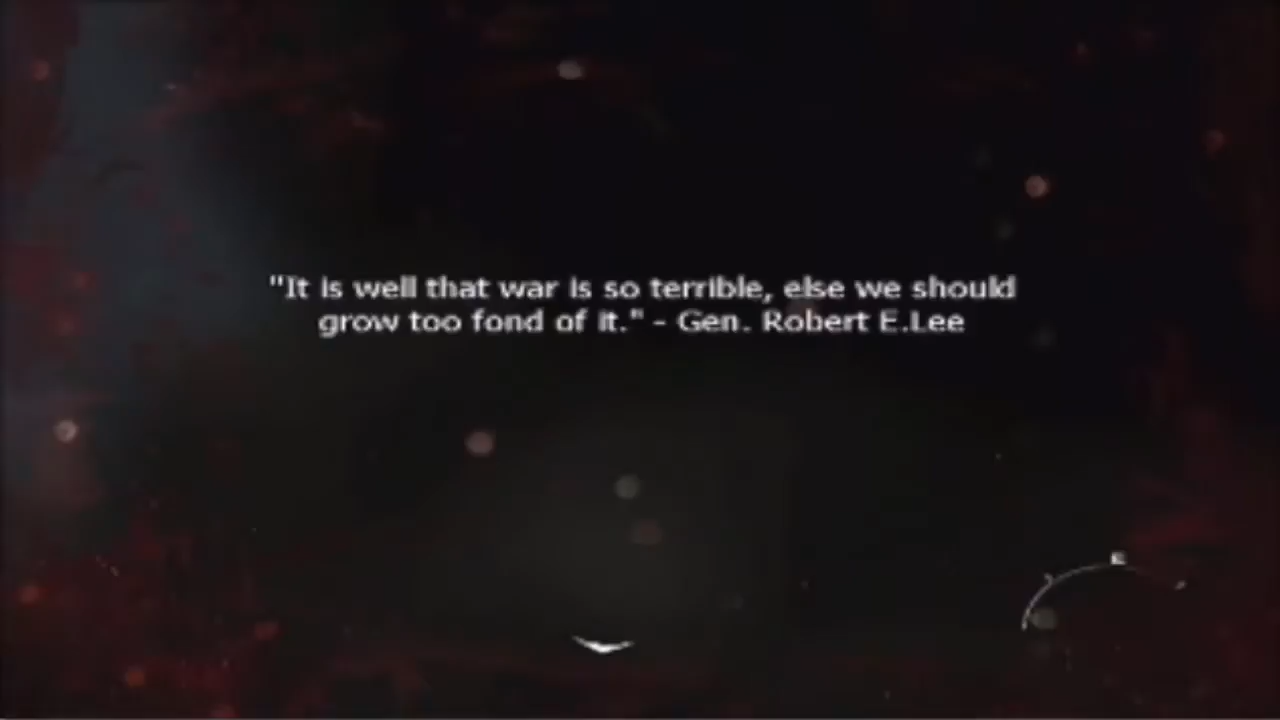 "It is well that war is so terrible, else we should
grow too fond of it." - Gen. Robert E.Lee